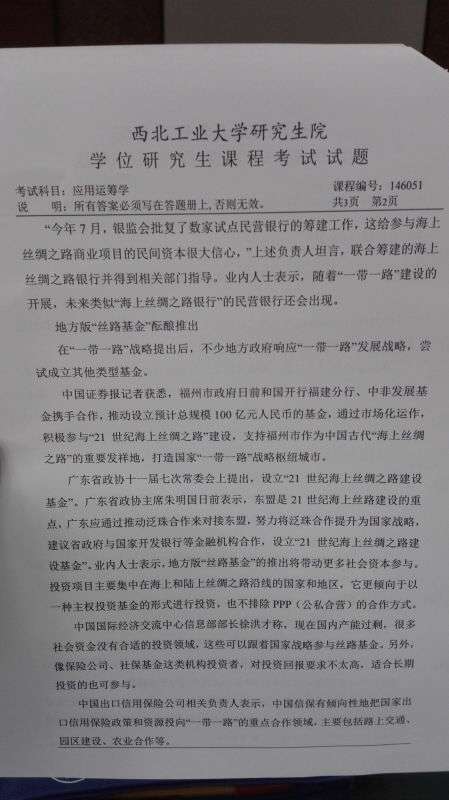 西北工业大学研究生院
学位研究生课程考试试题
考试科目：应用运筹学 课程编号：146051
说 明：所有答案必须写在答题册上,否则无效。 共3页 第2页
“今年 7 月，银监会批复了数家试点民营银行的筹建工作，这给参与海上
丝绸之路商业项目的民间资本很大信心，”上述负责人坦言，联合筹建的海上
丝绸之路银行并得到相关部门指导。业内人士表示，随着“一带一路”建设的
开展，未来类似“海上丝绸之路银行”的民营银行还会出现。
地方版“丝路基金”酝酿推出
在“一带一路”战略提出后，不少地方政府响应“一带一路”发展战略，尝
试成立其他类型基金。
中国证券报记者获悉，福州市政府日前和国开行福建分行、中非发展基
金携手合作，推动设立预计总规模 100 亿元人民币的基金，通过市场化运作，
积极参与“21 世纪海上丝绸之路”建设，支持福州市作为中国古代“海上丝绸
之路”的重要发祥地，打造国家“一带一路”战略枢纽城市。
广东省政协十一届七次常委会上提出，设立“21 世纪海上丝绸之路建设
基金”。广东省政协主席朱明国日前表示，东盟是 21 世纪海上丝路建设的重
点，广东应通过推动泛珠合作来对接东盟，努力将泛珠合作提升为国家战略，
建议省政府与国家开发银行等金融机构合作，设立“21 世纪海上丝绸之路建
设基金”。业内人士表示，地方版“丝路基金”的推出将带动更多社会资本参与。
投资项目主要集中在海上和陆上丝绸之路沿线的国家和地区，它更倾向于以
一种主权投资基金的形式进行投资，也不排除 PPP（公私合营）的合作方式。
中国国际经济交流中心信息部部长徐洪才称，现在国内产能过剩，很多
社会资金没有合适的投资领域，这些可以跟着国家战略参与丝路基金。另外，
像保险公司、社保基金这类机构投资者，对投资回报要求不太高，适合长期
投资的也可参与。
中国出口信用保险公司相关负责人表示，中国信保有倾向性地把国家出
口信用保险政策和资源投向“一带一路”的重点合作领域，主要包括路上交通、
园区建设、农业合作等。